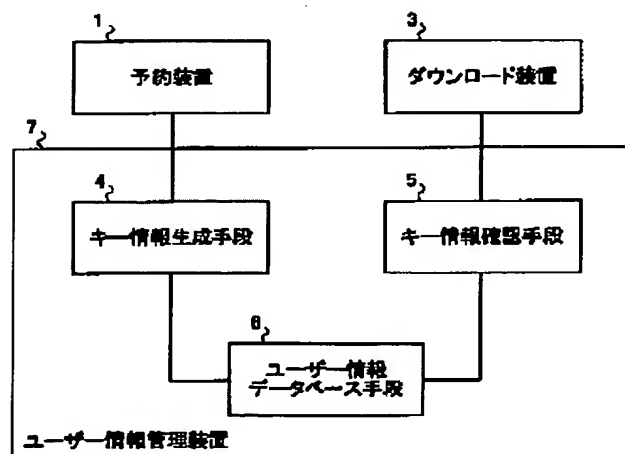 1
3
予約装置
ダウンロード装置
7
4
5
キー情報生成手段
キー情報確認手段
6
ユーザー情報
データベース手段
ユーザー情報管理装置